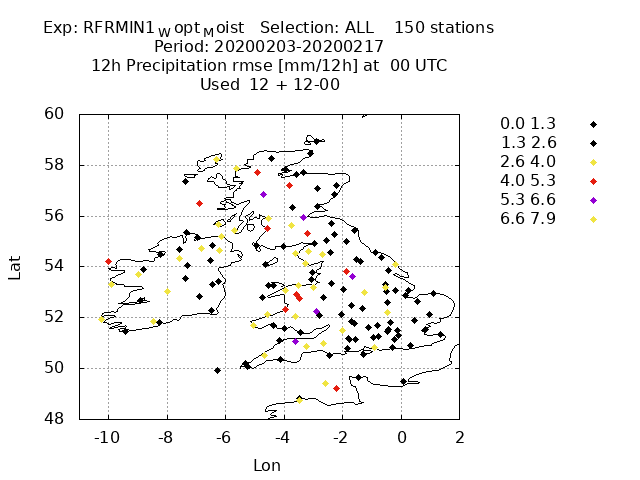 Exp: RFRMIN1WoptMoist Selection: ALL 150 stations
Period: 20200203-20200217
12h Precipitation rmse [mm/12h] at 00 UTC
Used 12 + 12-00
0.0 1.3
1.3 2.6
2.6 4.0
4.0 5.3
5.3 6.6
6.6 7.9
60
58
56
54
52
50
48
Lat
-10 -8 -6 -4 -2 0 2
Lon